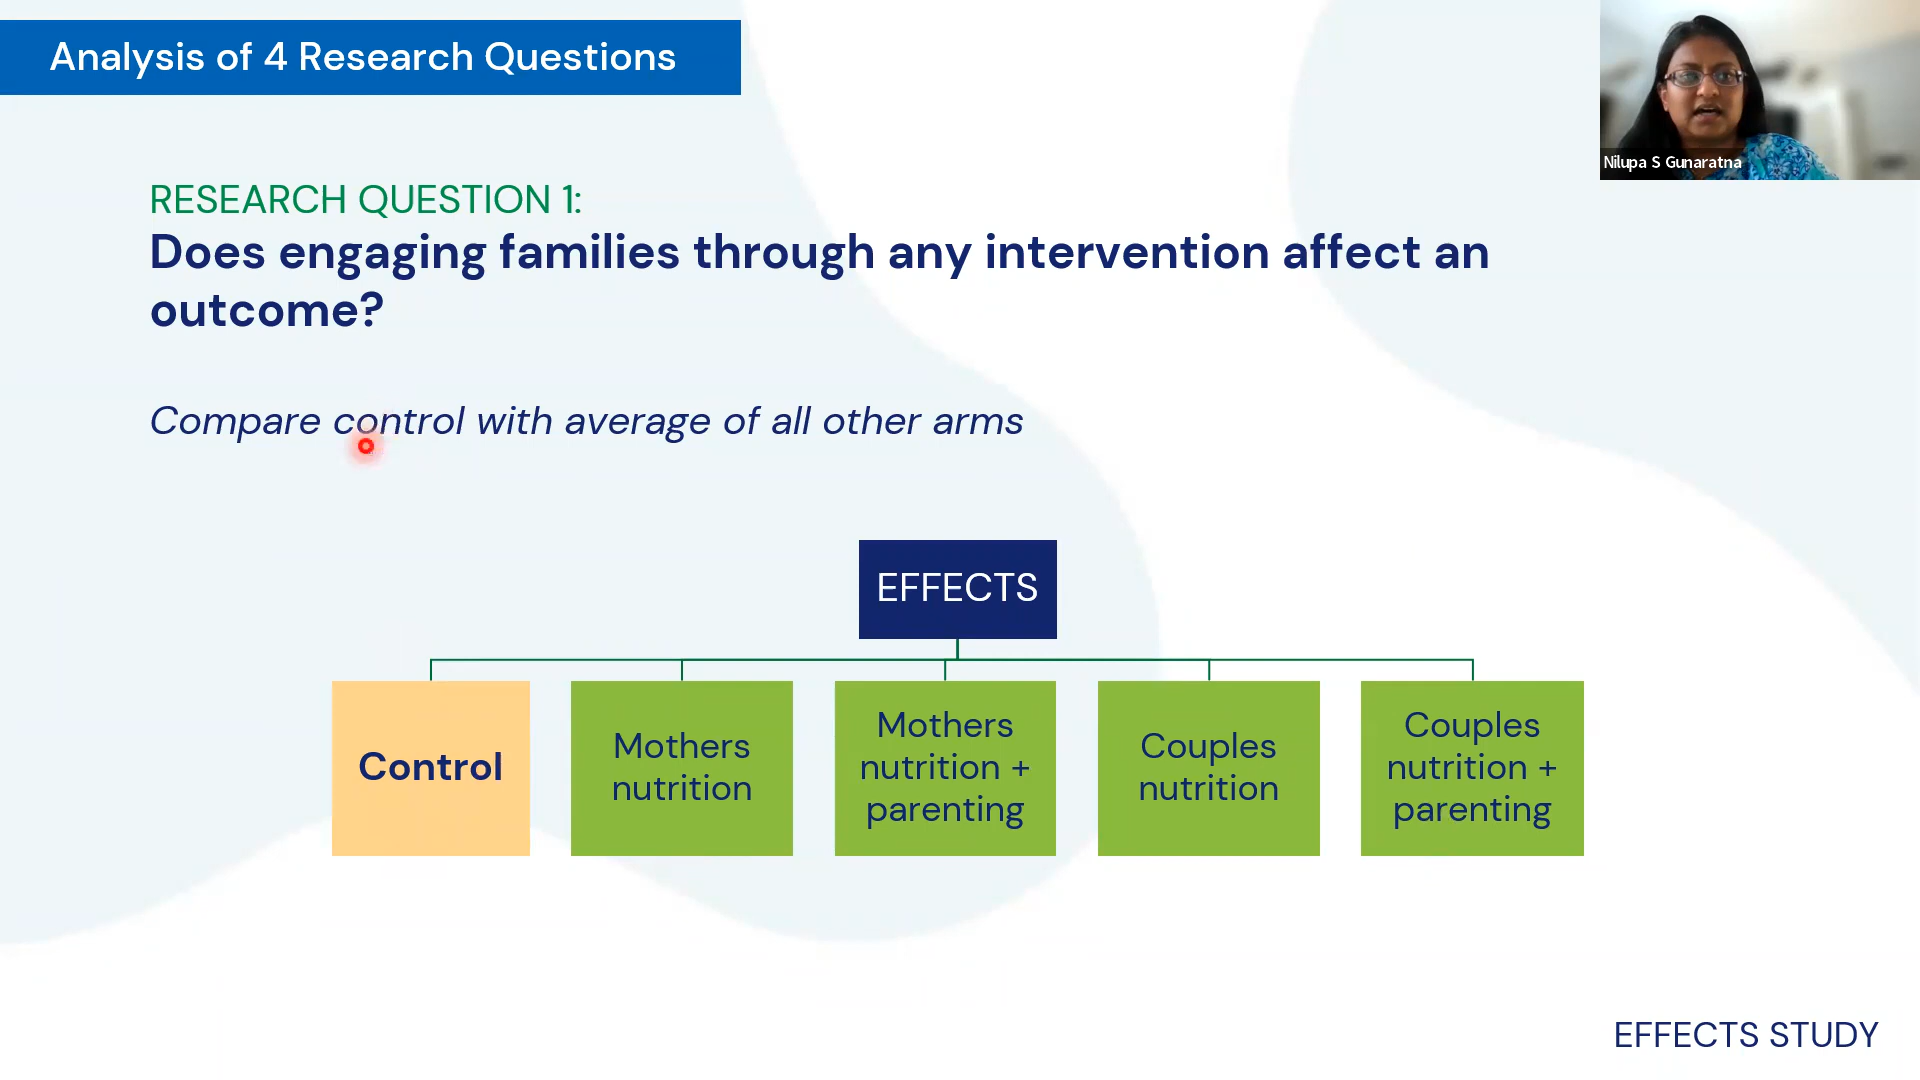 Analysis of 4 Research Questions
Nilupa S Gunaratna
RESEARCH QUESTION 1:
Does engaging families through any intervention affect an
outcome?
Compare control with average of all other arms
EFFECTS
Control
Mothers
nutrition
Mothers
nutrition +
parenting
Couples
nutrition
Couples
nutrition +
parenting
EFFECTS STUDY